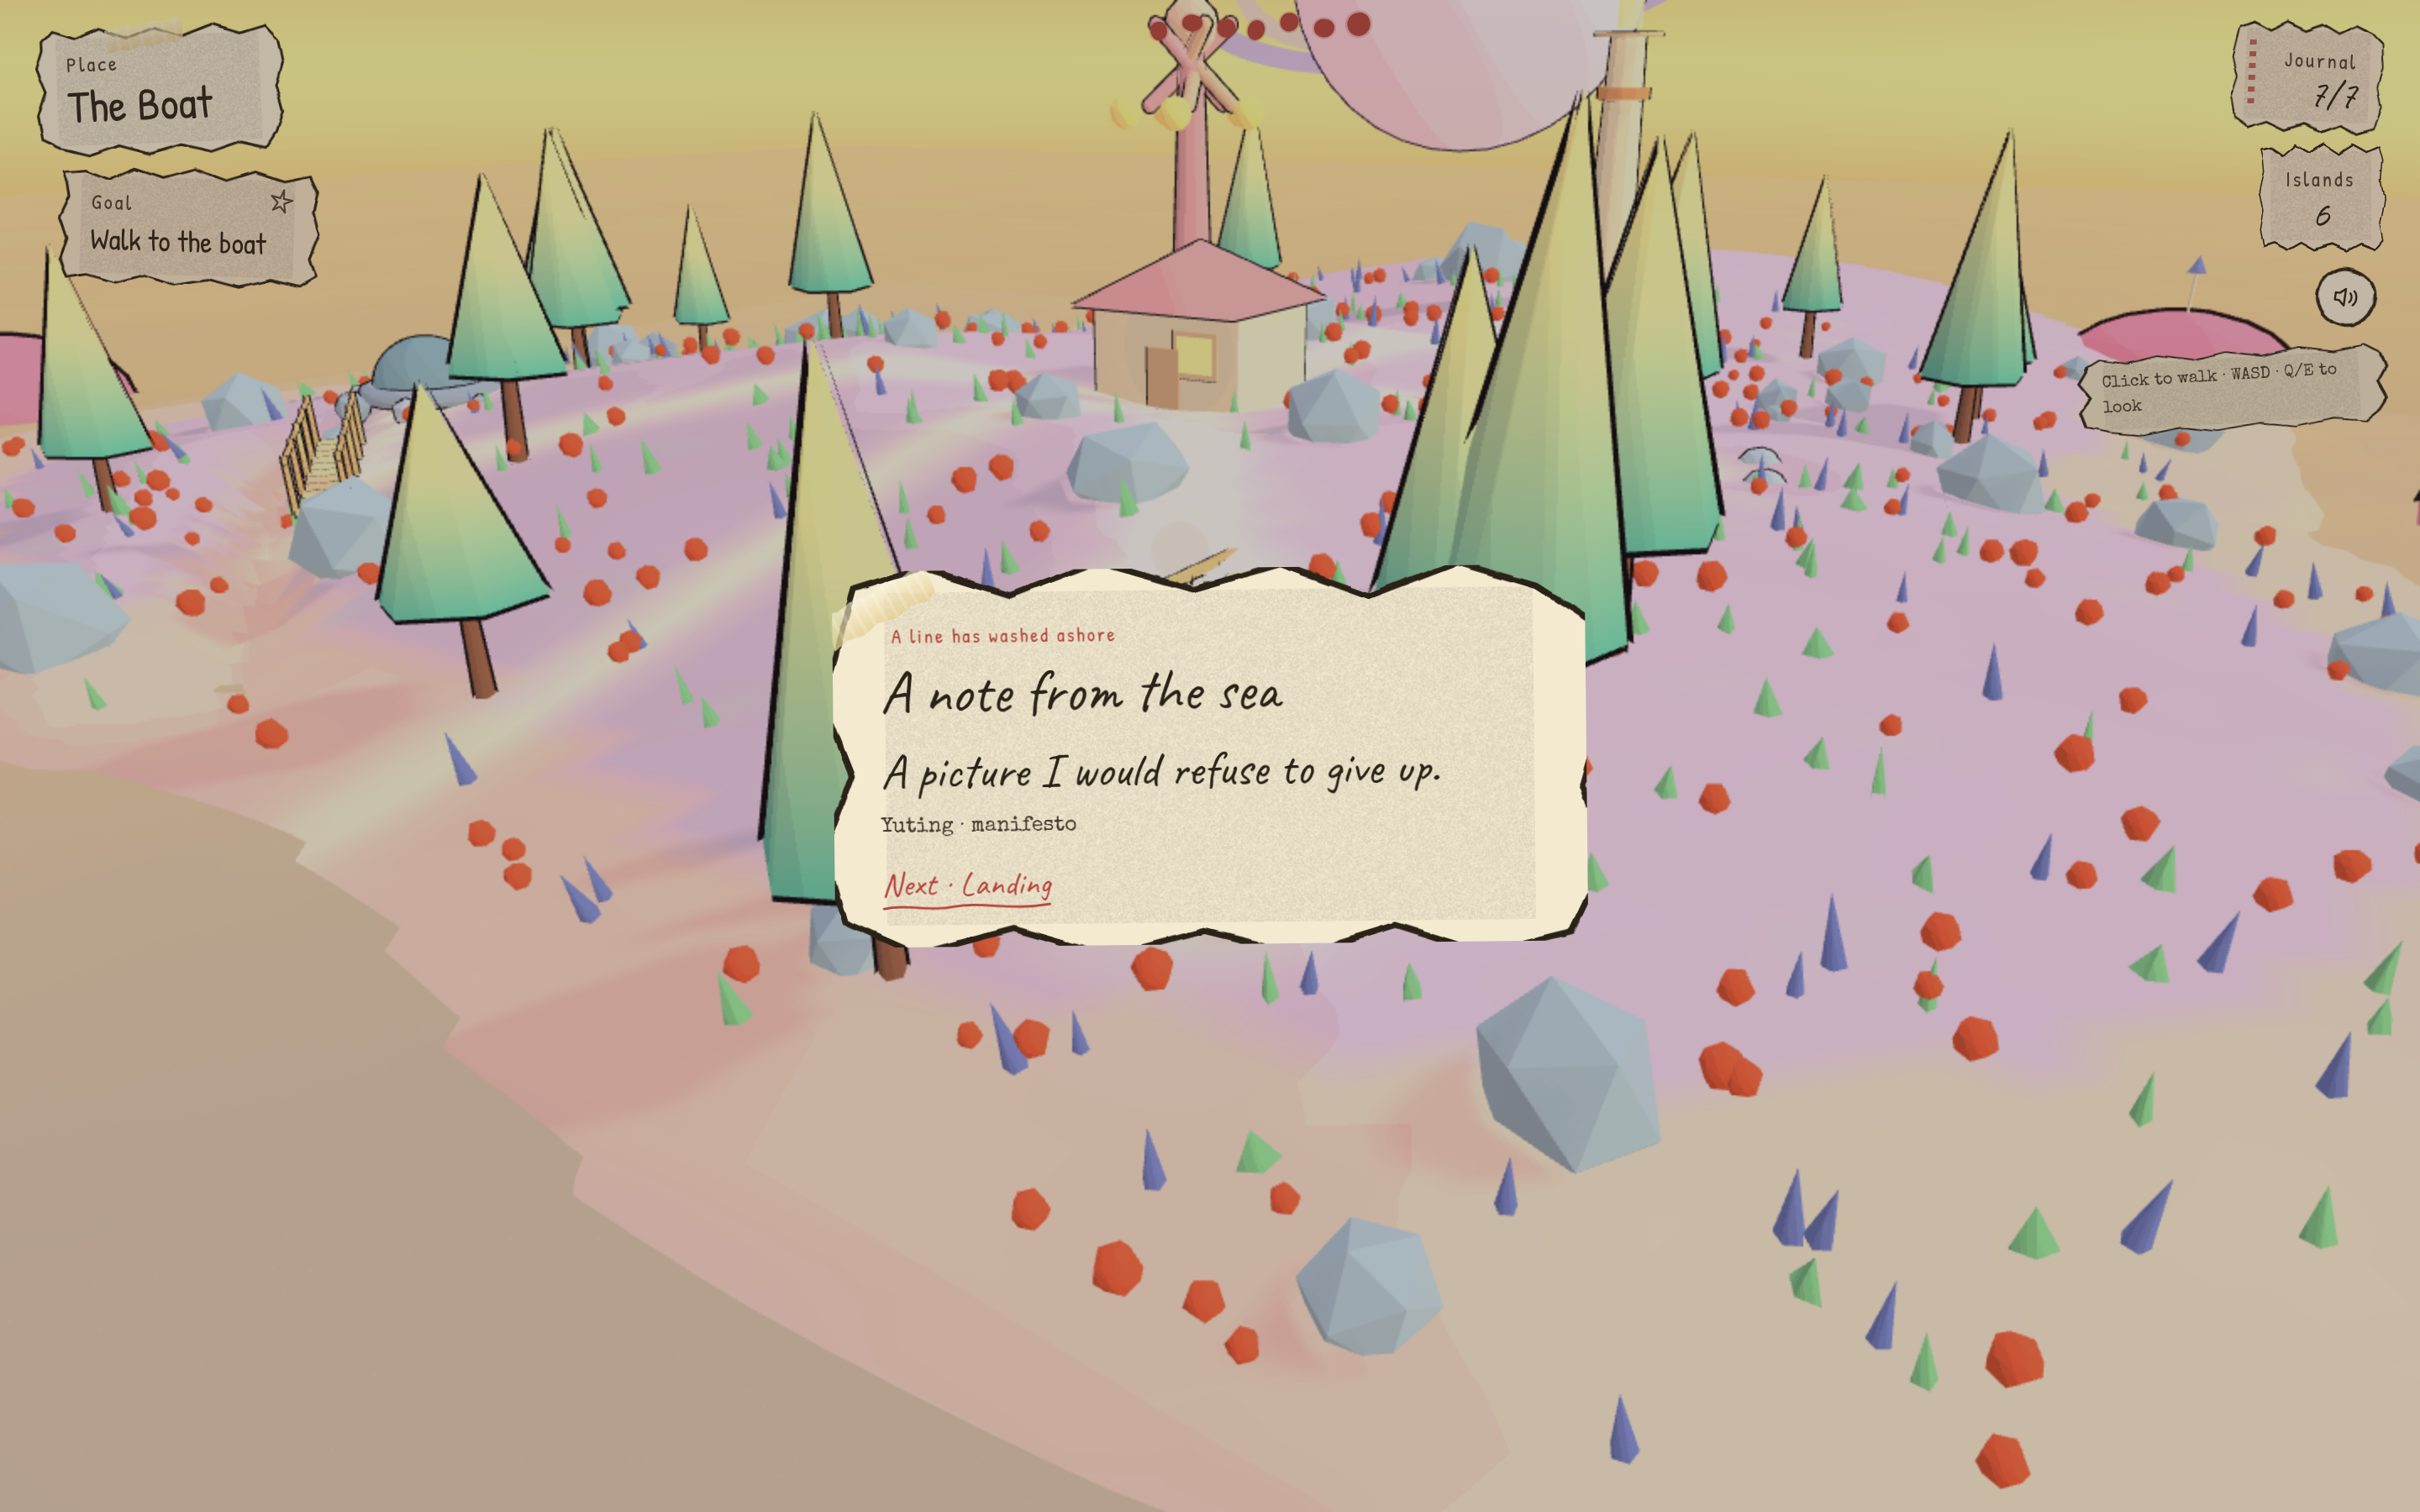 Place
The Boat
Goal
Walk to the boat
Journal
7/7
Islands
6
Click to walk · WASD · Q/E to
look
A line has washed ashore
A note from the sea
A picture I would refuse to give up.
Yuting · manifesto
Next · Landing